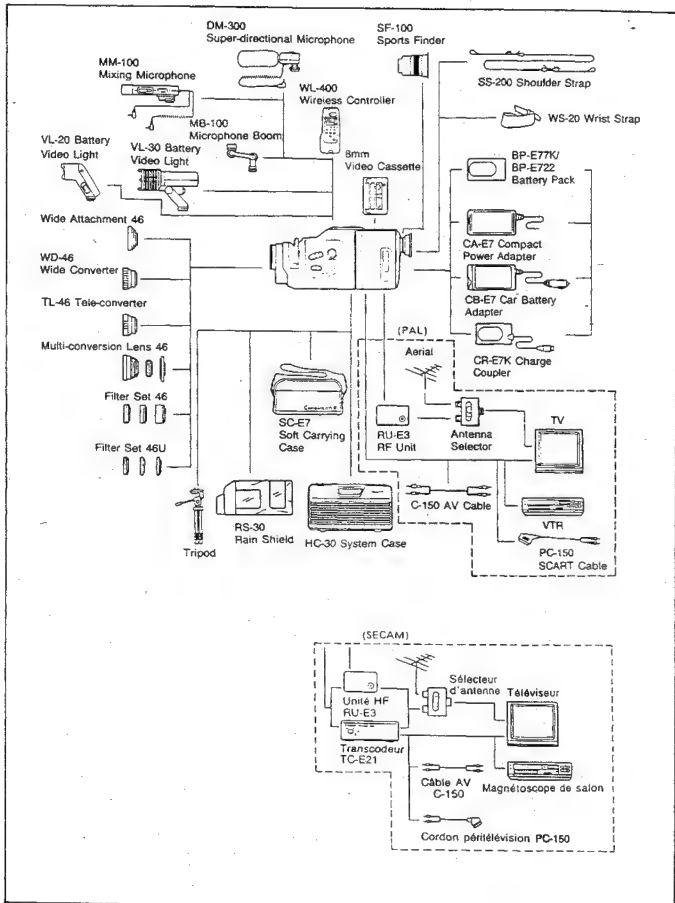 DM-300
Super-directional Microphone
SF-100
Sports Finder
MM-100
Mixing Microphone
SS-200 Shoulder Strap
WL-400
Wireless Controller
WS-20 Wrist Strap
MB-100
Microphone Boom
VL-20 Battery
Video Light
VL-30 Battery
Video Light
8mm
Video Cassette
BP-E77K/
BP-E722
Battery Pack
Wide Attachment 46
CA-E7 Compact
Power Adapter
WD-46
Wide Converter
CB-E7 Car Battery
Adapter
TL-46 Tele-converter
CR-E7K Charge
Coupler
Multi-conversion Lens 46
(PAL)
Aerial
Filter Set 46
SC-E7
Soft Carrying
Case
RU-E3
RF Unit
Antenna
Selector
TV
Filter Set 46U
C-150 AV Cable
VTR
Tripod
RS-30
Rain Shield
HC-30 System Case
PC-150
SCART Cable
(SECAM)
Unité HF
RU-E3
Sélecteur
d'antenne
Téléviseur
Transcodeur
TC-E21
Câble AV
C-150
Magnétoscope de salon
Cordon péritélévision PC-150